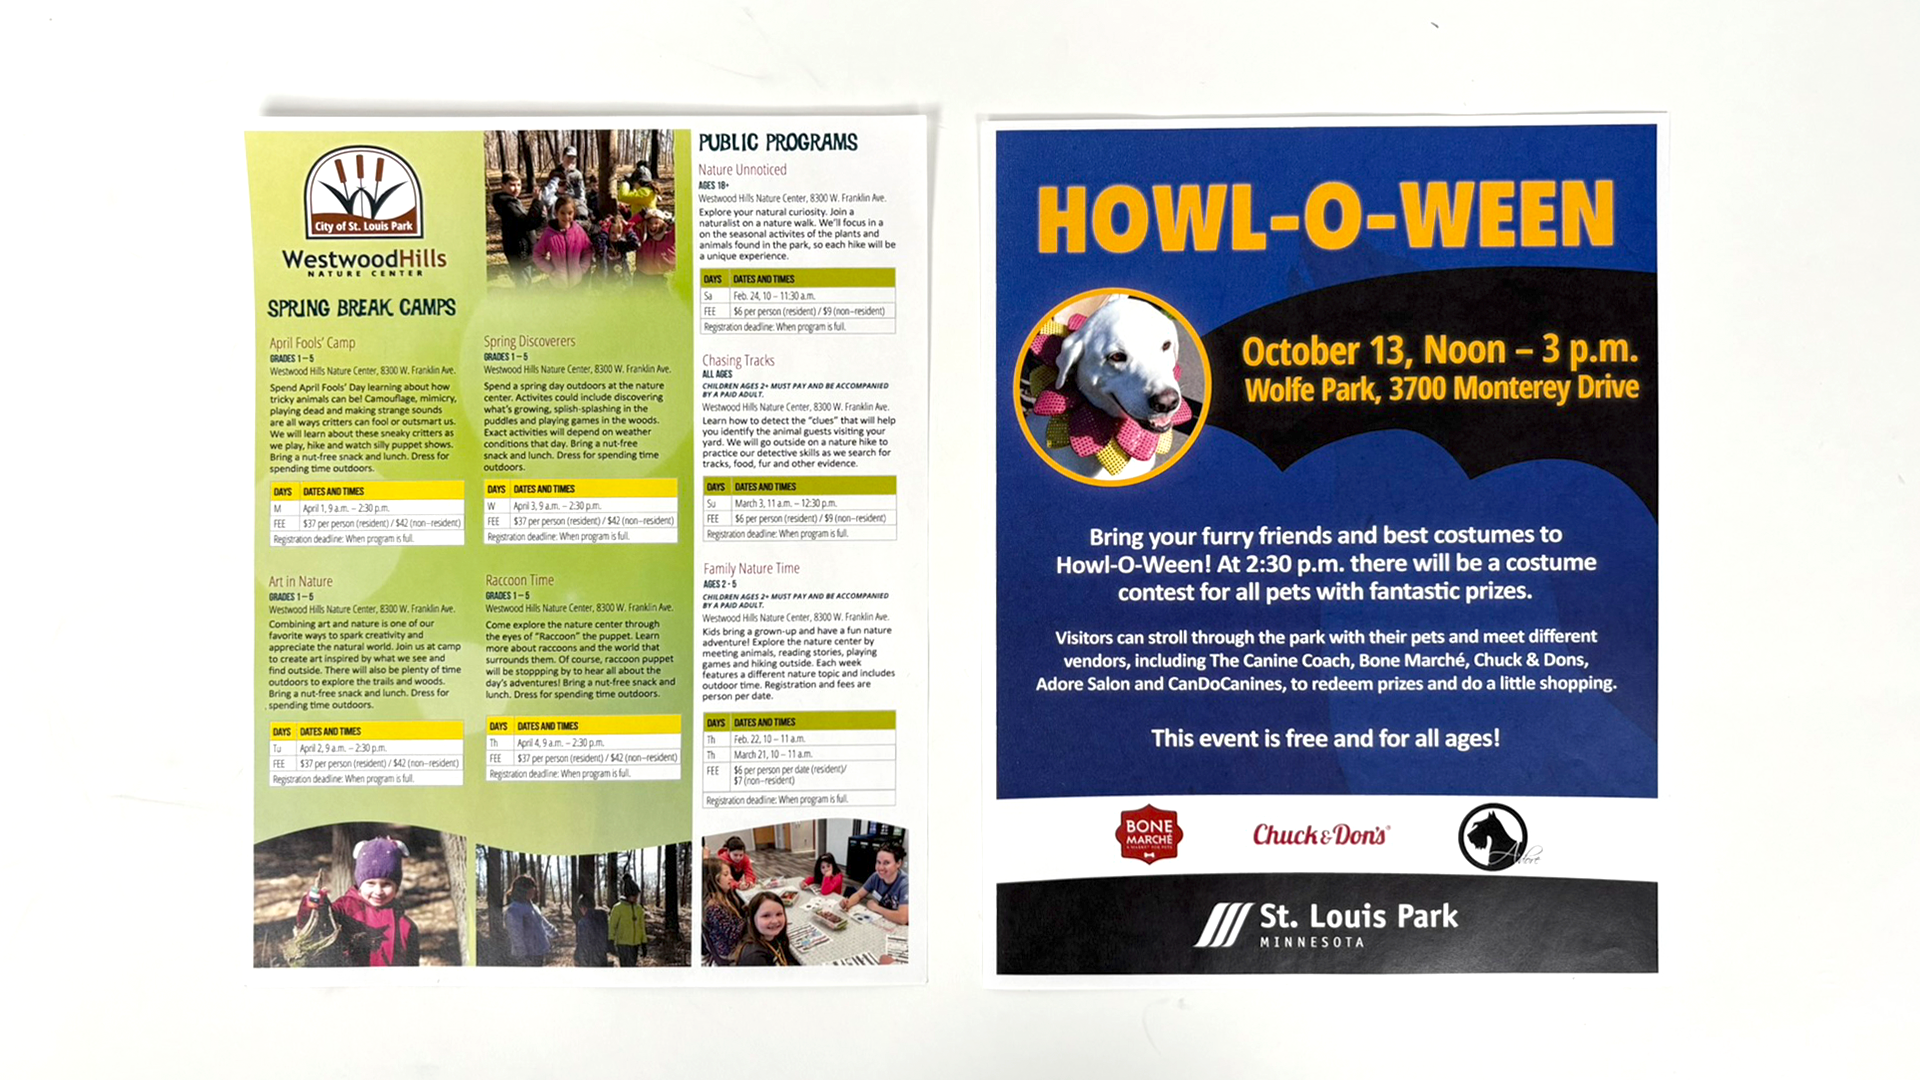 City of St. Louis Park
WestwoodHills
NATURE CENTER
SPRING BREAK CAMPS
April Fools' Camp
GRADES 1–5
Westwood Hills Nature Center, 8300 W. Franklin Ave.
Spend April Fools' Day learning about how
tricky animals can be! Camouflage, mimicry,
playing dead and making strange sounds
are all ways critters can fool or outsmart us.
We will learn about these sneaky critters as
we play, hike and watch silly puppet shows.
Bring a nut-free snack and lunch. Dress for
spending time outdoors.
DAYS DATES AND TIMES
M April 1, 9 a.m. – 2:30 p.m.
FEE $37 per person (resident) / $42 (non–resident)
Registration deadline: When program is full.
Art in Nature
GRADES 1–5
Westwood Hills Nature Center, 8300 W. Franklin Ave.
Combining art and nature is one of our
favorite ways to spark creativity and
appreciate the natural world. Join us at camp
to create art inspired by what we see and
find outside. There will also be plenty of time
outdoors to explore the trails and woods.
Bring a nut-free snack and lunch. Dress for
spending time outdoors.
DAYS DATES AND TIMES
Tu April 2, 9 a.m. – 2:30 p.m.
FEE $37 per person (resident) / $42 (non–resident)
Registration deadline: When program is full.
Spring Discoverers
GRADES 1–5
Westwood Hills Nature Center, 8300 W. Franklin Ave.
Spend a spring day outdoors at the nature
center. Activites could include discovering
what's growing, splish-splashing in the
puddles and playing games in the woods.
Exact activities will depend on weather
conditions that day. Bring a nut-free
snack and lunch. Dress for spending time
outdoors.
DAYS DATES AND TIMES
W April 3, 9 a.m. – 2:30 p.m.
FEE $37 per person (resident) / $42 (non–resident)
Registration deadline: When program is full.
Raccoon Time
GRADES 1–5
Westwood Hills Nature Center, 8300 W. Franklin Ave.
Come explore the nature center through
the eyes of "Raccoon" the puppet. Learn
more about raccoons and the world that
surrounds them. Of course, raccoon puppet
will be stoppping by to hear all about the
day's adventures! Bring a nut-free snack and
lunch. Dress for spending time outdoors.
DAYS DATES AND TIMES
Th April 4, 9 a.m. – 2:30 p.m.
FEE $37 per person (resident) / $42 (non–resident)
Registration deadline: When program is full.
PUBLIC PROGRAMS
Nature Unnoticed
AGES 18+
Westwood Hills Nature Center, 8300 W. Franklin Ave.
Explore your natural curiosity. Join a
naturalist on a nature walk. We'll focus in a
on the seasonal activites of the plants and
animals found in the park, so each hike will be
a unique experience.
DAYS DATES AND TIMES
Sa Feb. 24, 10 – 11:30 a.m.
FEE $6 per person (resident) / $9 (non–resident)
Registration deadline: When program is full.
Chasing Tracks
ALL AGES
CHILDREN AGES 2+ MUST PAY AND BE ACCOMPANIED
BY A PAID ADULT.
Westwood Hills Nature Center, 8300 W. Franklin Ave.
Learn how to detect the "clues" that will help
you identify the animal guests visiting your
yard. We will go outside on a nature hike to
practice our detective skills as we search for
tracks, food, fur and other evidence.
DAYS DATES AND TIMES
Su March 3, 11 a.m. – 12:30 p.m.
FEE $6 per person (resident) / $9 (non–resident)
Registration deadline: When program is full.
Family Nature Time
AGES 2 - 5
CHILDREN AGES 2+ MUST PAY AND BE ACCOMPANIED
BY A PAID ADULT.
Westwood Hills Nature Center, 8300 W. Franklin Ave.
Kids bring a grown-up and have a fun nature
adventure! Explore the nature center by
meeting animals, reading stories, playing
games and hiking outside. Each week
features a different nature topic and includes
outdoor time. Registration and fees are
person per date.
DAYS DATES AND TIMES
Th Feb. 22, 10 – 11 a.m.
Th March 21, 10 – 11 a.m.
FEE $6 per person per date (resident)/
$7 (non–resident)
Registration deadline: When program is full.
HOWL-O-WEEN
October 13, Noon – 3 p.m.
Wolfe Park, 3700 Monterey Drive
Bring your furry friends and best costumes to
Howl-O-Ween! At 2:30 p.m. there will be a costume
contest for all pets with fantastic prizes.
Visitors can stroll through the park with their pets and meet different
vendors, including The Canine Coach, Bone Marché, Chuck & Dons,
Adore Salon and CanDoCanines, to redeem prizes and do a little shopping.
This event is free and for all ages!
BONE
MARCHÉ
A MARKET FOR PETS
Chuck & Don's®
Adore
St. Louis Park
MINNESOTA